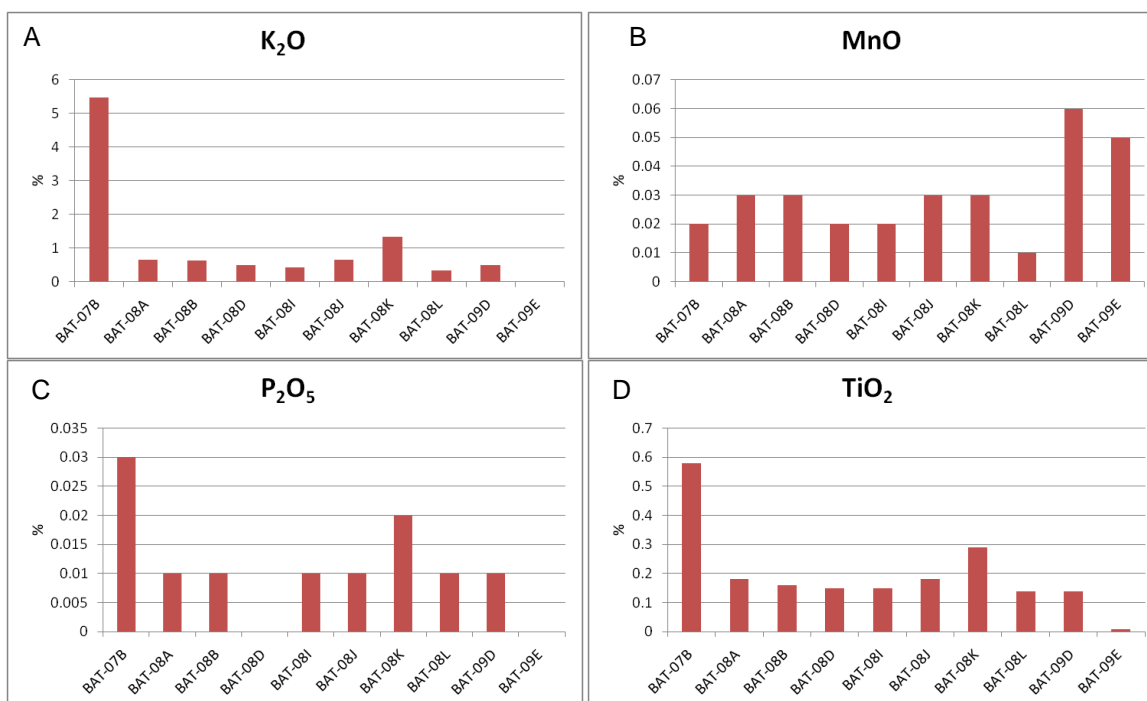 A
K₂O
6
5
4
3
2
1
0
%
BAT-07B BAT-08A BAT-08B BAT-08D BAT-08I BAT-08J BAT-08K BAT-08L BAT-09D BAT-09E
B
MnO
0.07
0.06
0.05
0.04
0.03
0.02
0.01
0
%
BAT-07B BAT-08A BAT-08B BAT-08D BAT-08I BAT-08J BAT-08K BAT-08L BAT-09D BAT-09E
C
P₂O₅
0.035
0.03
0.025
0.02
0.015
0.01
0.005
0
%
BAT-07B BAT-08A BAT-08B BAT-08D BAT-08I BAT-08J BAT-08K BAT-08L BAT-09D BAT-09E
D
TiO₂
0.7
0.6
0.5
0.4
0.3
0.2
0.1
0
%
BAT-07B BAT-08A BAT-08B BAT-08D BAT-08I BAT-08J BAT-08K BAT-08L BAT-09D BAT-09E